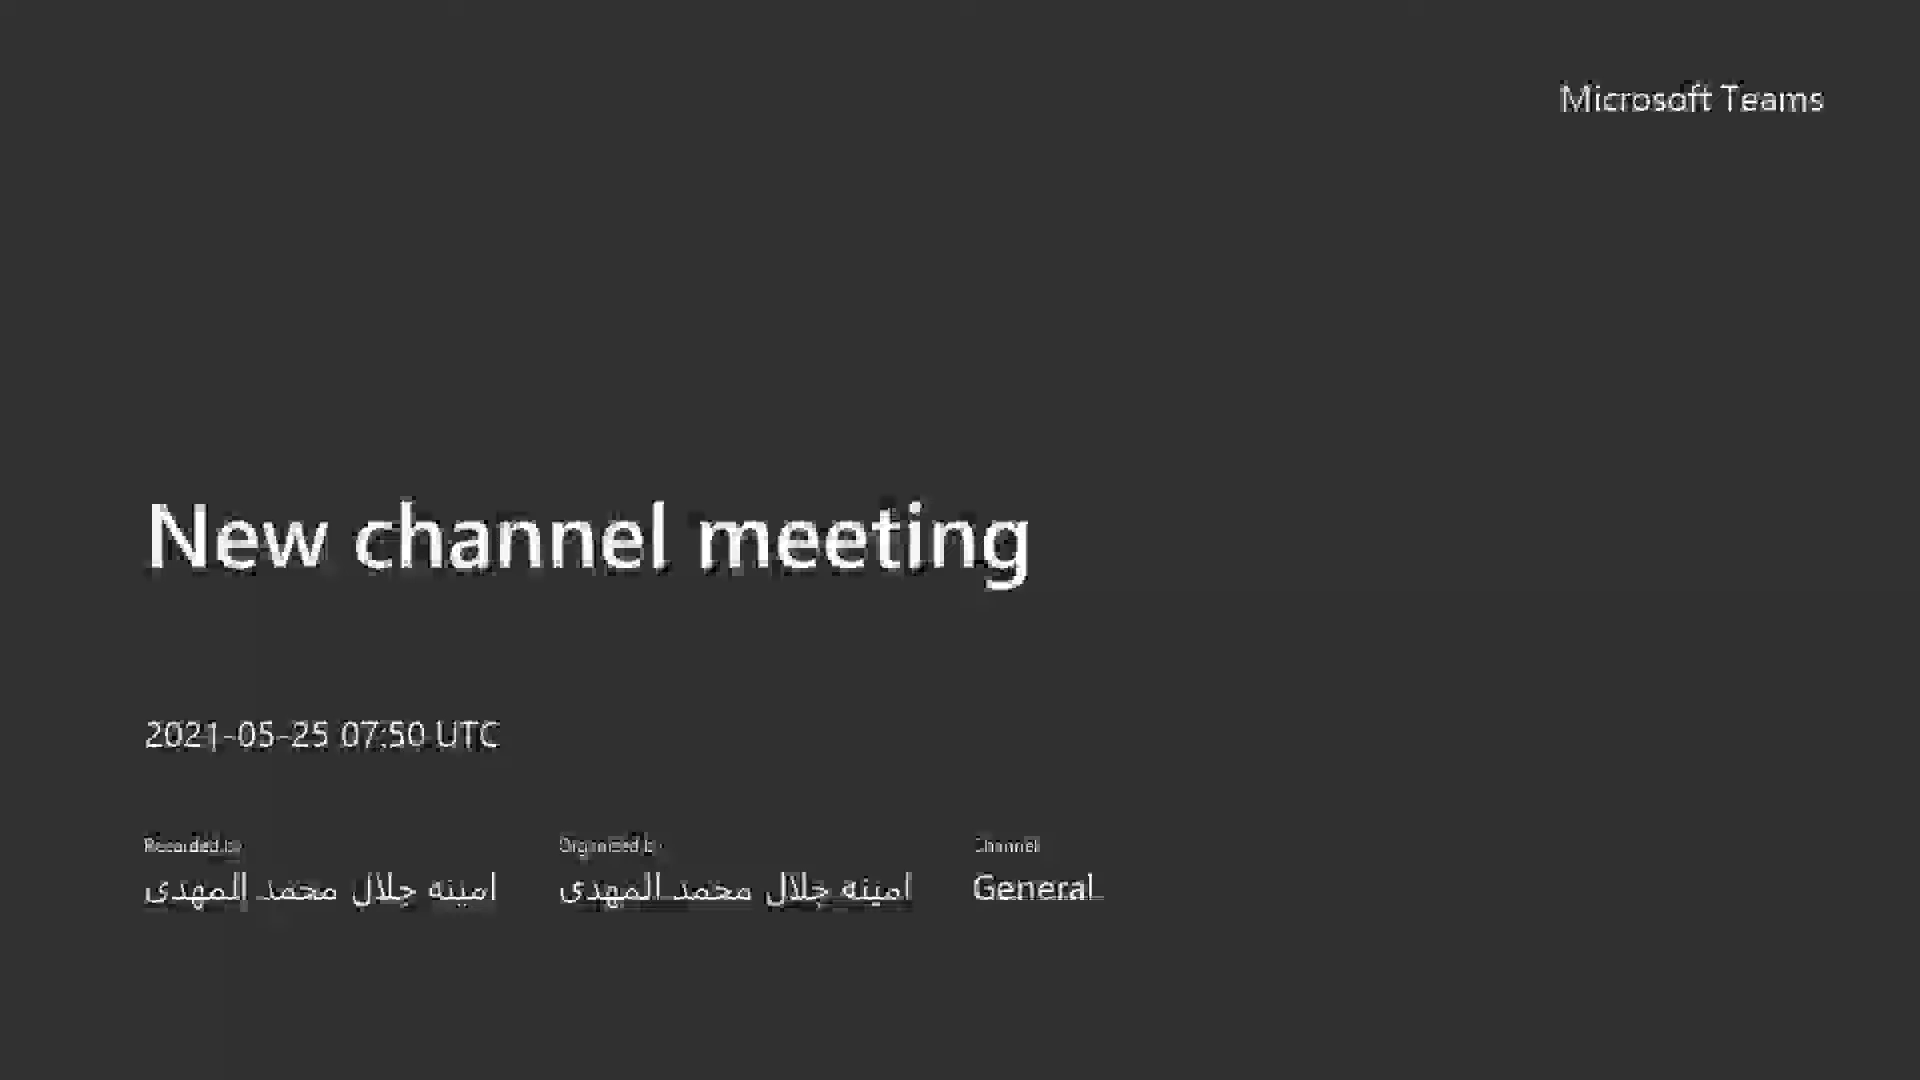 Microsoft Teams
New channel meeting
2021-05-25 07:50 UTC
Recorded by
Organized by
Channel
امينه جلال محمد المهدى
امينه جلال محمد المهدى
General